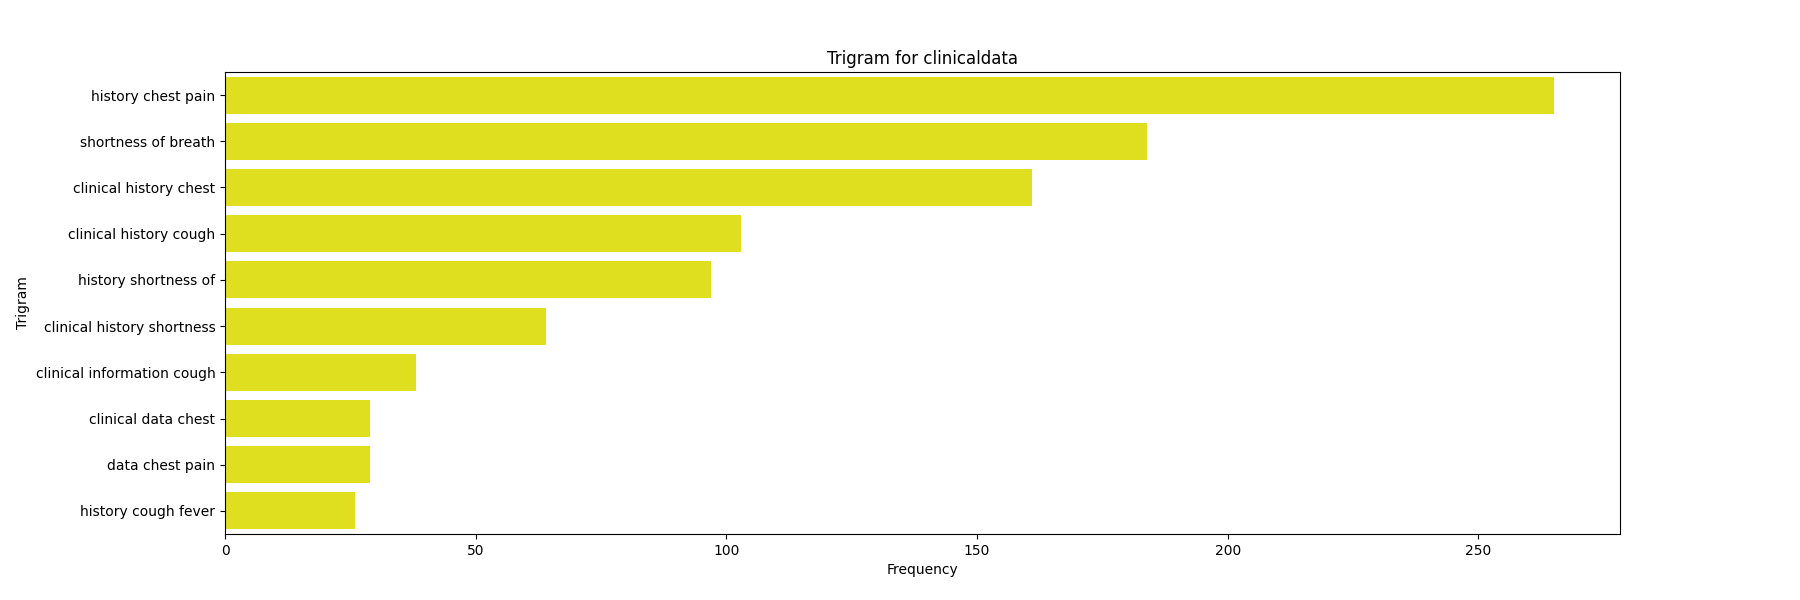 Trigram for clinicaldata
Trigram
history chest pain
shortness of breath
clinical history chest
clinical history cough
history shortness of
clinical history shortness
clinical information cough
clinical data chest
data chest pain
history cough fever
0 50 100 150 200 250
Frequency